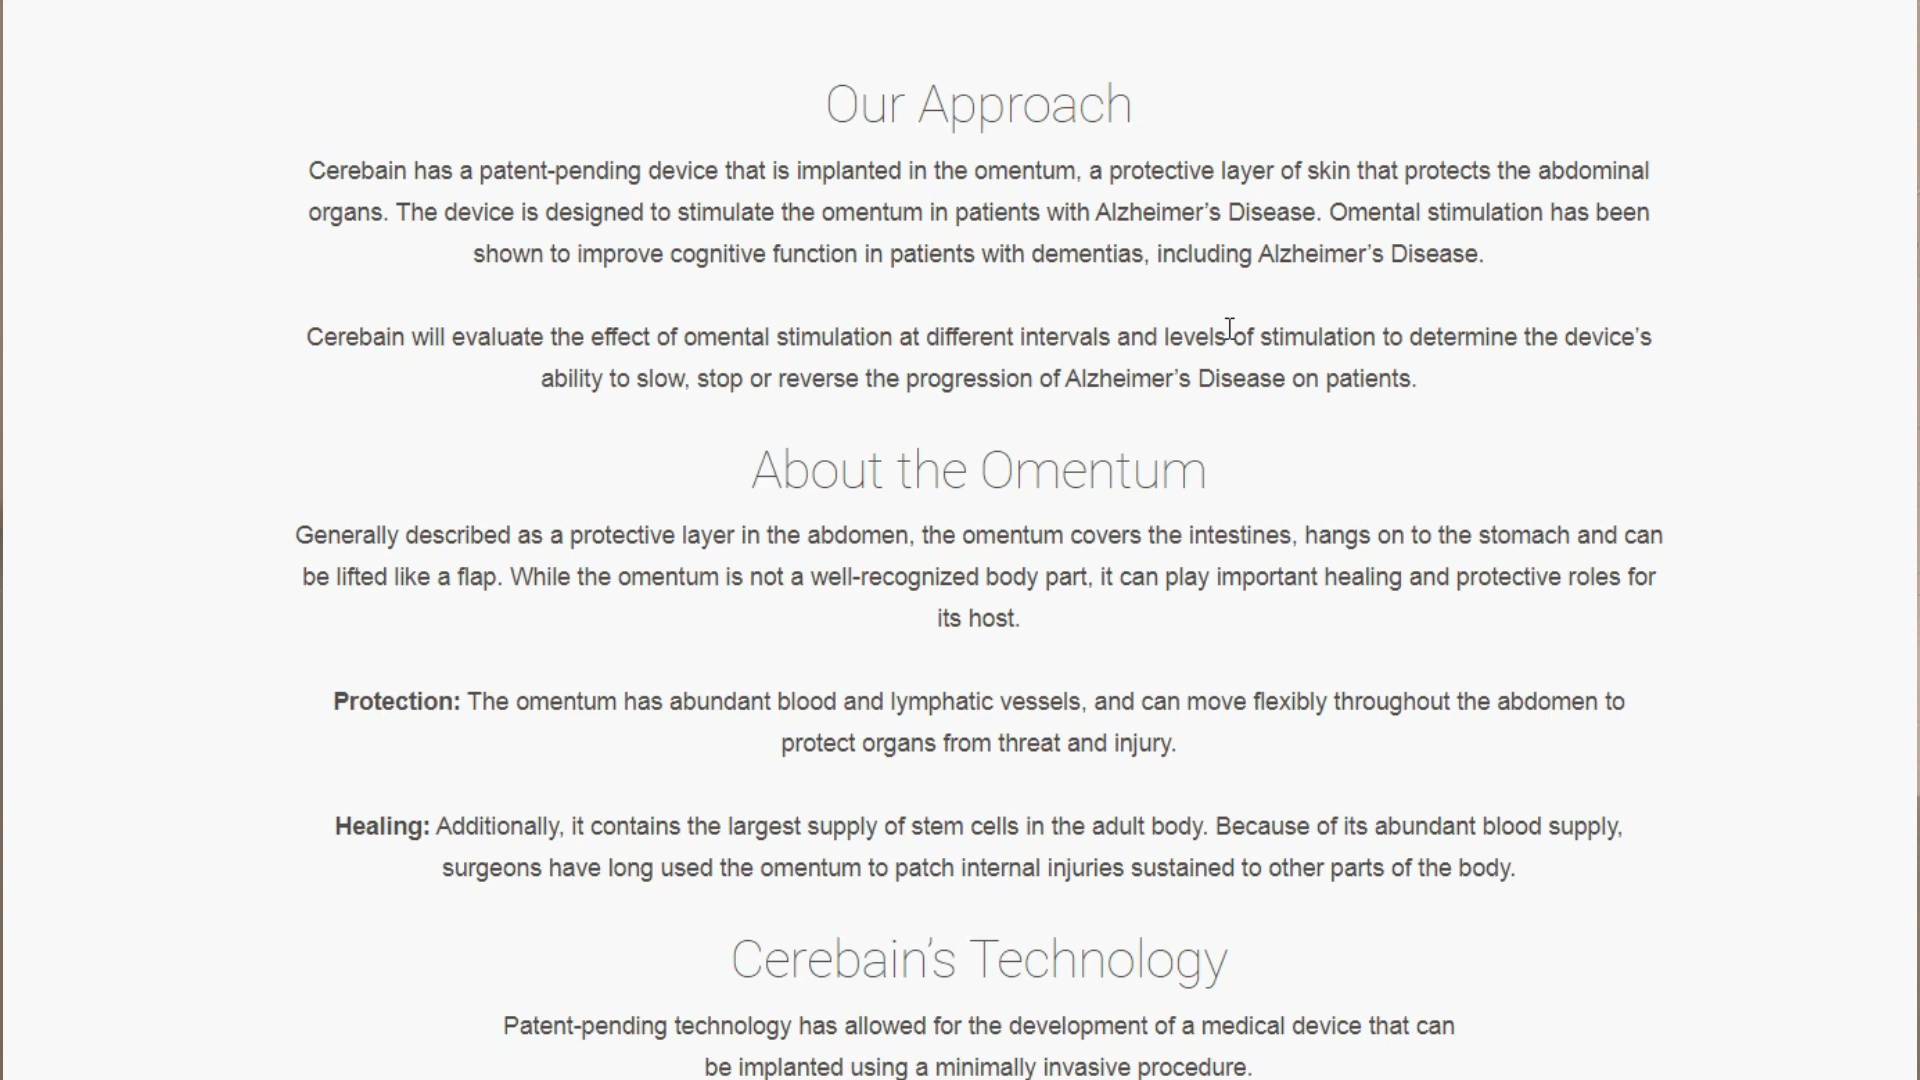 Our Approach
Cerebain has a patent-pending device that is implanted in the omentum, a protective layer of skin that protects the abdominal
organs. The device is designed to stimulate the omentum in patients with Alzheimer’s Disease. Omental stimulation has been
shown to improve cognitive function in patients with dementias, including Alzheimer’s Disease.
Cerebain will evaluate the effect of omental stimulation at different intervals and levels of stimulation to determine the device’s
ability to slow, stop or reverse the progression of Alzheimer’s Disease on patients.
About the Omentum
Generally described as a protective layer in the abdomen, the omentum covers the intestines, hangs on to the stomach and can
be lifted like a flap. While the omentum is not a well-recognized body part, it can play important healing and protective roles for
its host.
Protection: The omentum has abundant blood and lymphatic vessels, and can move flexibly throughout the abdomen to
protect organs from threat and injury.
Healing: Additionally, it contains the largest supply of stem cells in the adult body. Because of its abundant blood supply,
surgeons have long used the omentum to patch internal injuries sustained to other parts of the body.
Cerebain’s Technology
Patent-pending technology has allowed for the development of a medical device that can
be implanted using a minimally invasive procedure.